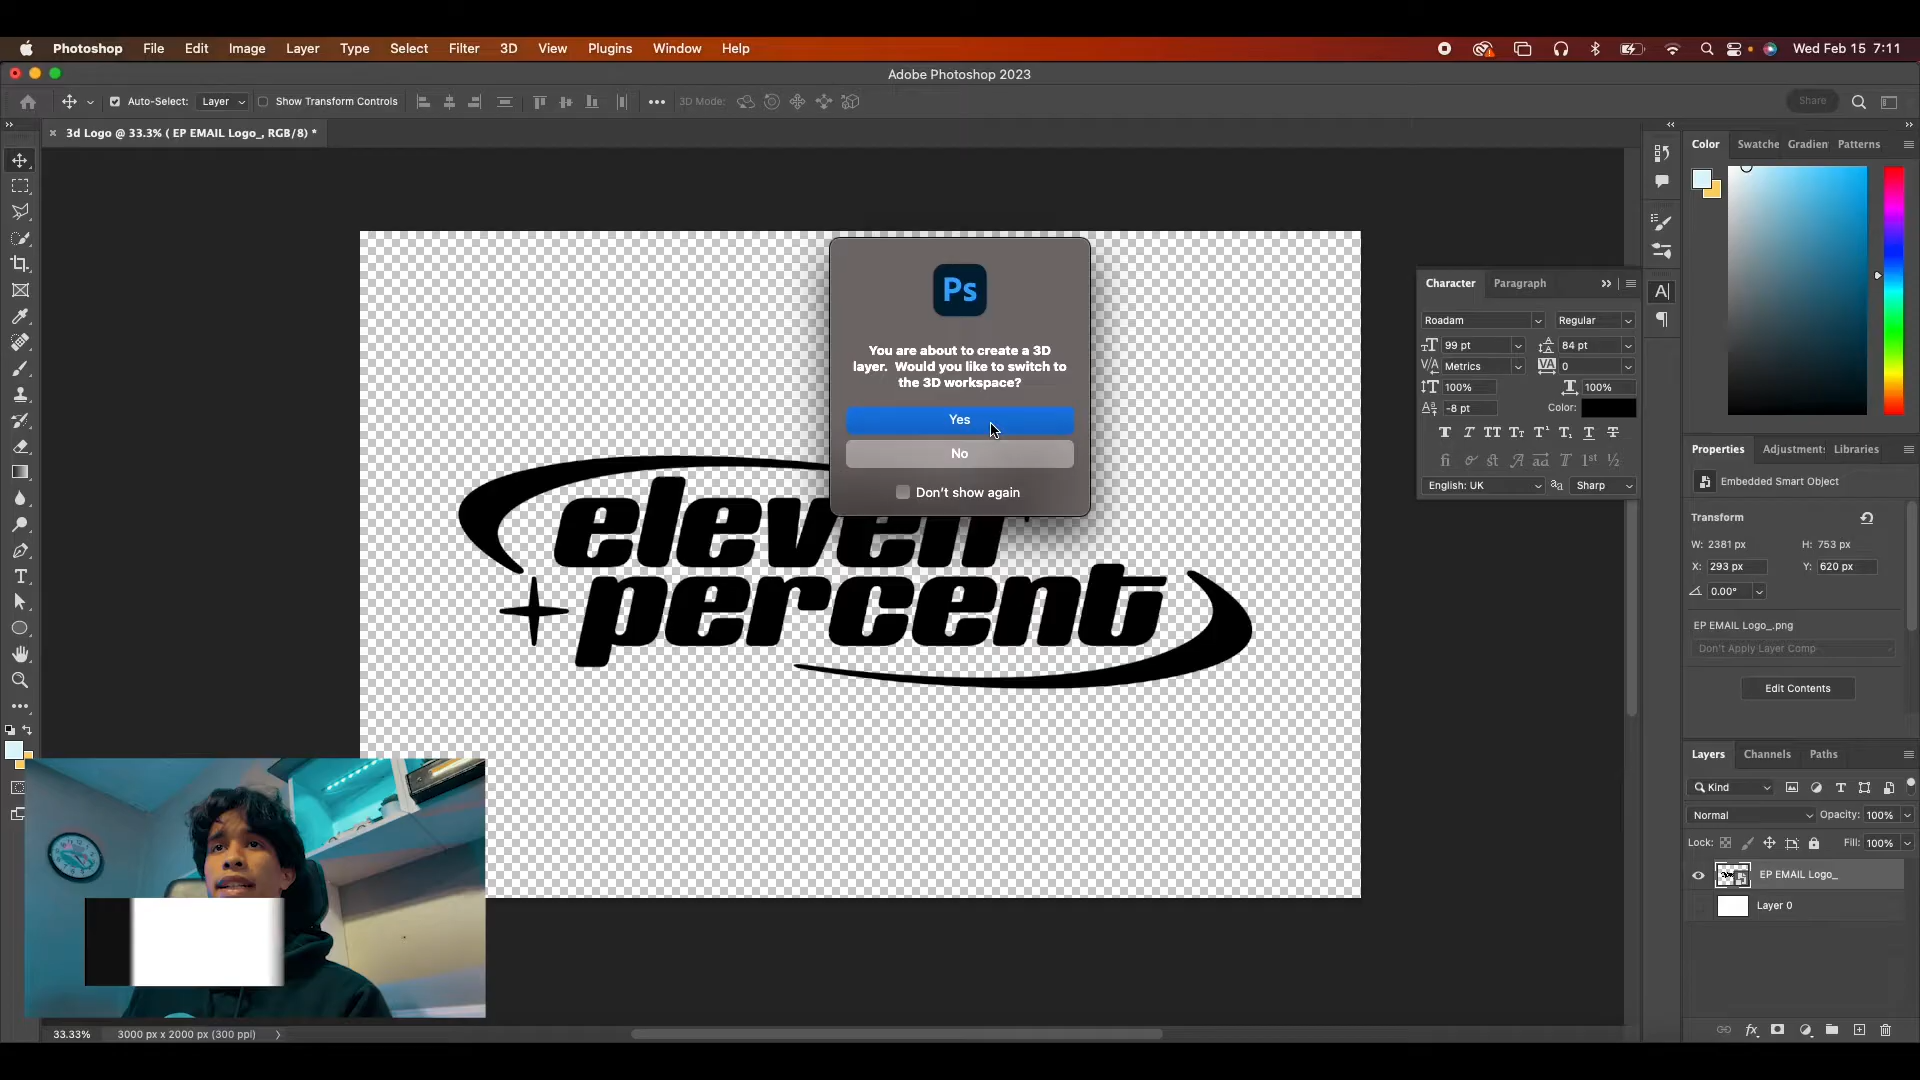 Photoshop File Edit Image Layer Type Select Filter 3D View Plugins Window Help Wed Feb 15 7:11
Adobe Photoshop 2023
Auto-Select: Layer Show Transform Controls 3D Mode: Share
3d Logo @ 33.3% ( EP EMAIL Logo_, RGB/8) *
Color Swatche Gradien Patterns
Ps
You are about to create a 3D
layer. Would you like to switch to
the 3D workspace?
Yes
No
Don't show again
eleven
percent
Character Paragraph
Roadam Regular
99 pt 84 pt
Metrics 0
100% 100%
-8 pt Color:
English: UK Sharp
Properties Adjustment: Libraries
Embedded Smart Object
Transform
W: 2381 px H: 753 px
X: 293 px Y: 620 px
0.00°
EP EMAIL Logo_.png
Don't Apply Layer Comp
Edit Contents
Layers Channels Paths
Kind
Normal Opacity: 100%
Lock: Fill: 100%
EP EMAIL Logo_
Layer 0
33.33% 3000 px x 2000 px (300 ppi)